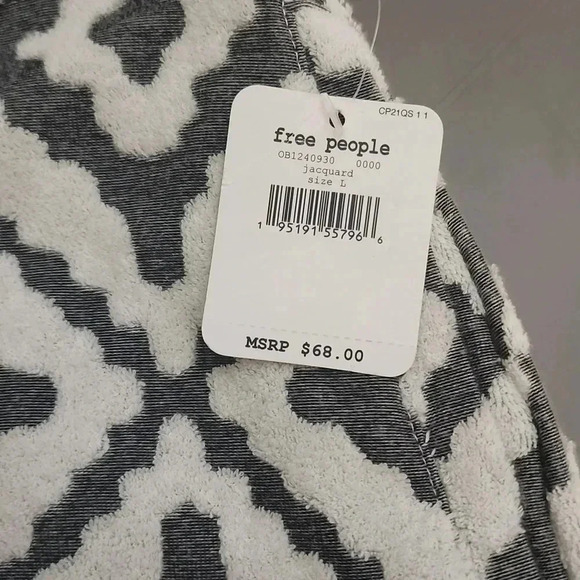 CP21QS 1 1
free people
OB1240930 0000
jacquard
size L
1 95191 55796 6
MSRP $68.00